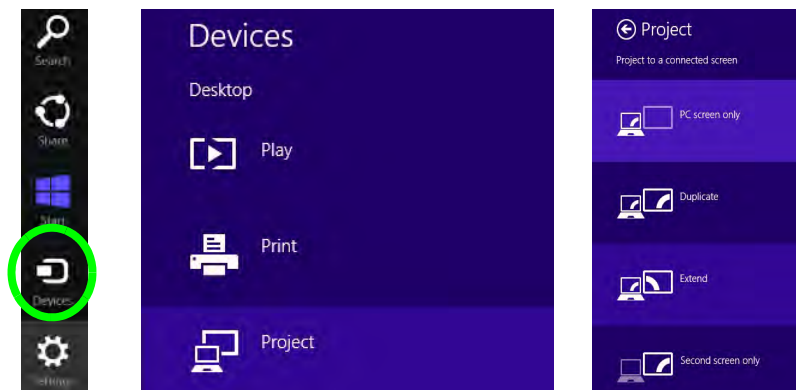 Search
Share
Start
Devices
Settings
Devices
Desktop
Play
Print
Project
Project
Project to a connected screen
PC screen only
Duplicate
Extend
Second screen only